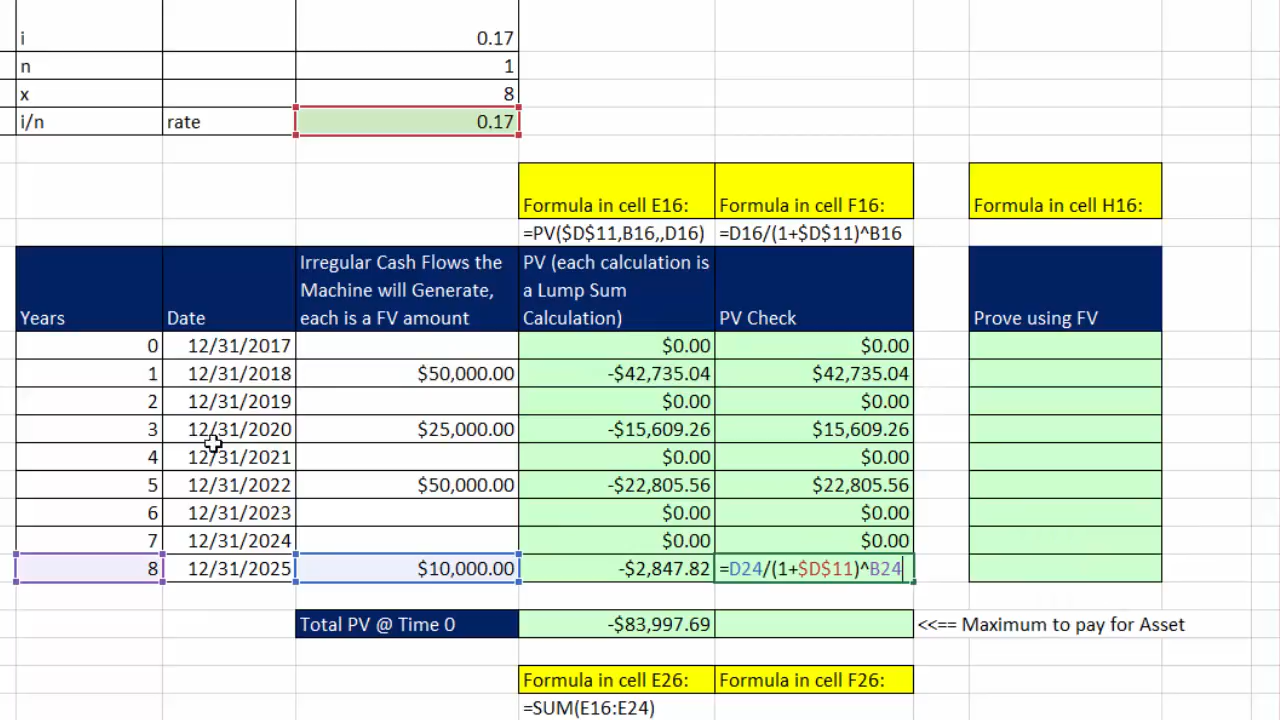 i 0.17
n 1
x 8
i/n rate 0.17
Formula in cell E16: Formula in cell F16: Formula in cell H16:
=PV($D$11,B16,,D16) =D16/(1+$D$11)^B16
Irregular Cash Flows the PV (each calculation is
Machine will Generate, a Lump Sum
Years Date each is a FV amount Calculation) PV Check Prove using FV
0 12/31/2017 $0.00 $0.00
1 12/31/2018 $50,000.00 -$42,735.04 $42,735.04
2 12/31/2019 $0.00 $0.00
3 12/31/2020 $25,000.00 -$15,609.26 $15,609.26
4 12/31/2021 $0.00 $0.00
5 12/31/2022 $50,000.00 -$22,805.56 $22,805.56
6 12/31/2023 $0.00 $0.00
7 12/31/2024 $0.00 $0.00
8 12/31/2025 $10,000.00 -$2,847.82 =D24/(1+$D$11)^B24
Total PV @ Time 0 -$83,997.69 <<== Maximum to pay for Asset
Formula in cell E26: Formula in cell F26:
=SUM(E16:E24)